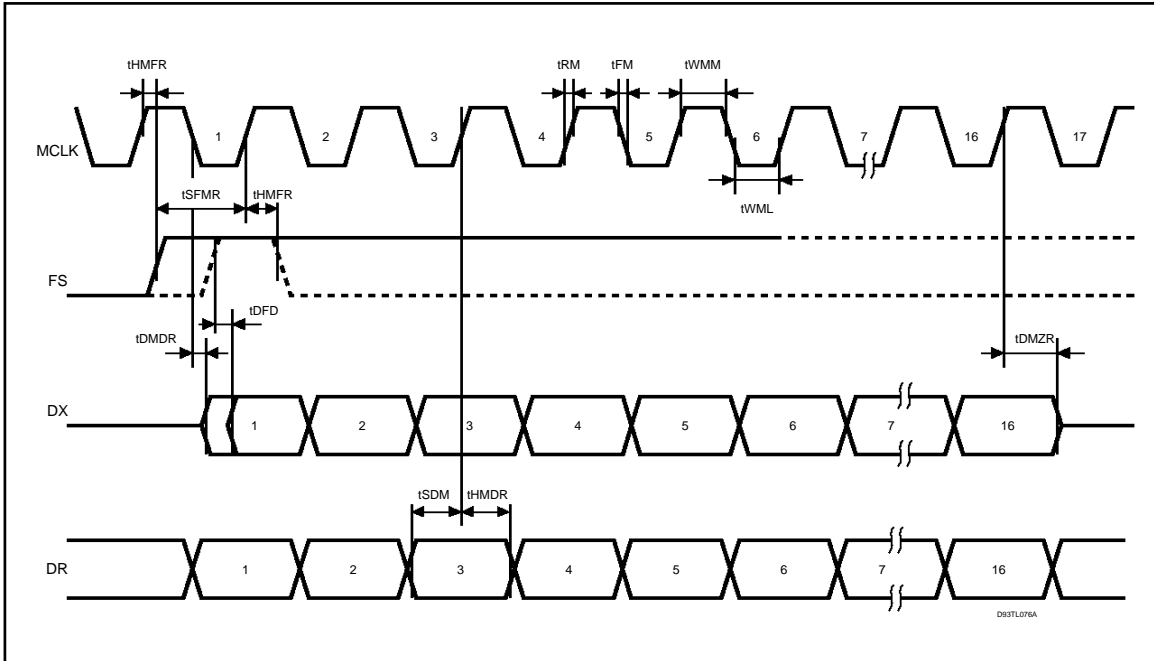 tHMFR
tRM
tFM
tWMM
MCLK
1
2
3
4
5
6
7
16
17
tSFMR
tHMFR
tWML
FS
tDFD
tDMDR
tDMZR
DX
1
2
3
4
5
6
7
16
tSDM
tHMDR
DR
1
2
3
4
5
6
7
16
D93TL076A